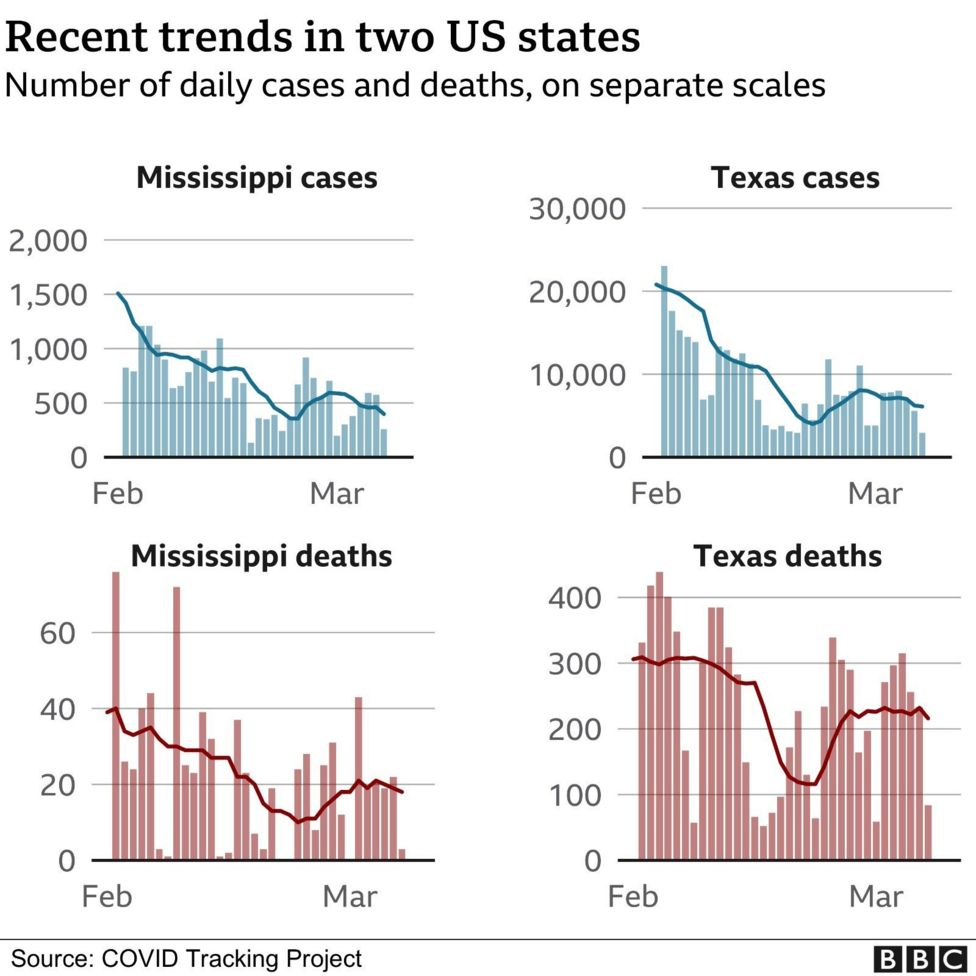 Recent trends in two US states
Number of daily cases and deaths, on separate scales
Mississippi cases
2,000
1,500
1,000
500
0
Feb
Mar
Texas cases
30,000
20,000
10,000
0
Feb
Mar
Mississippi deaths
60
40
20
0
Feb
Mar
Texas deaths
400
300
200
100
0
Feb
Mar
Source: COVID Tracking Project
BBC